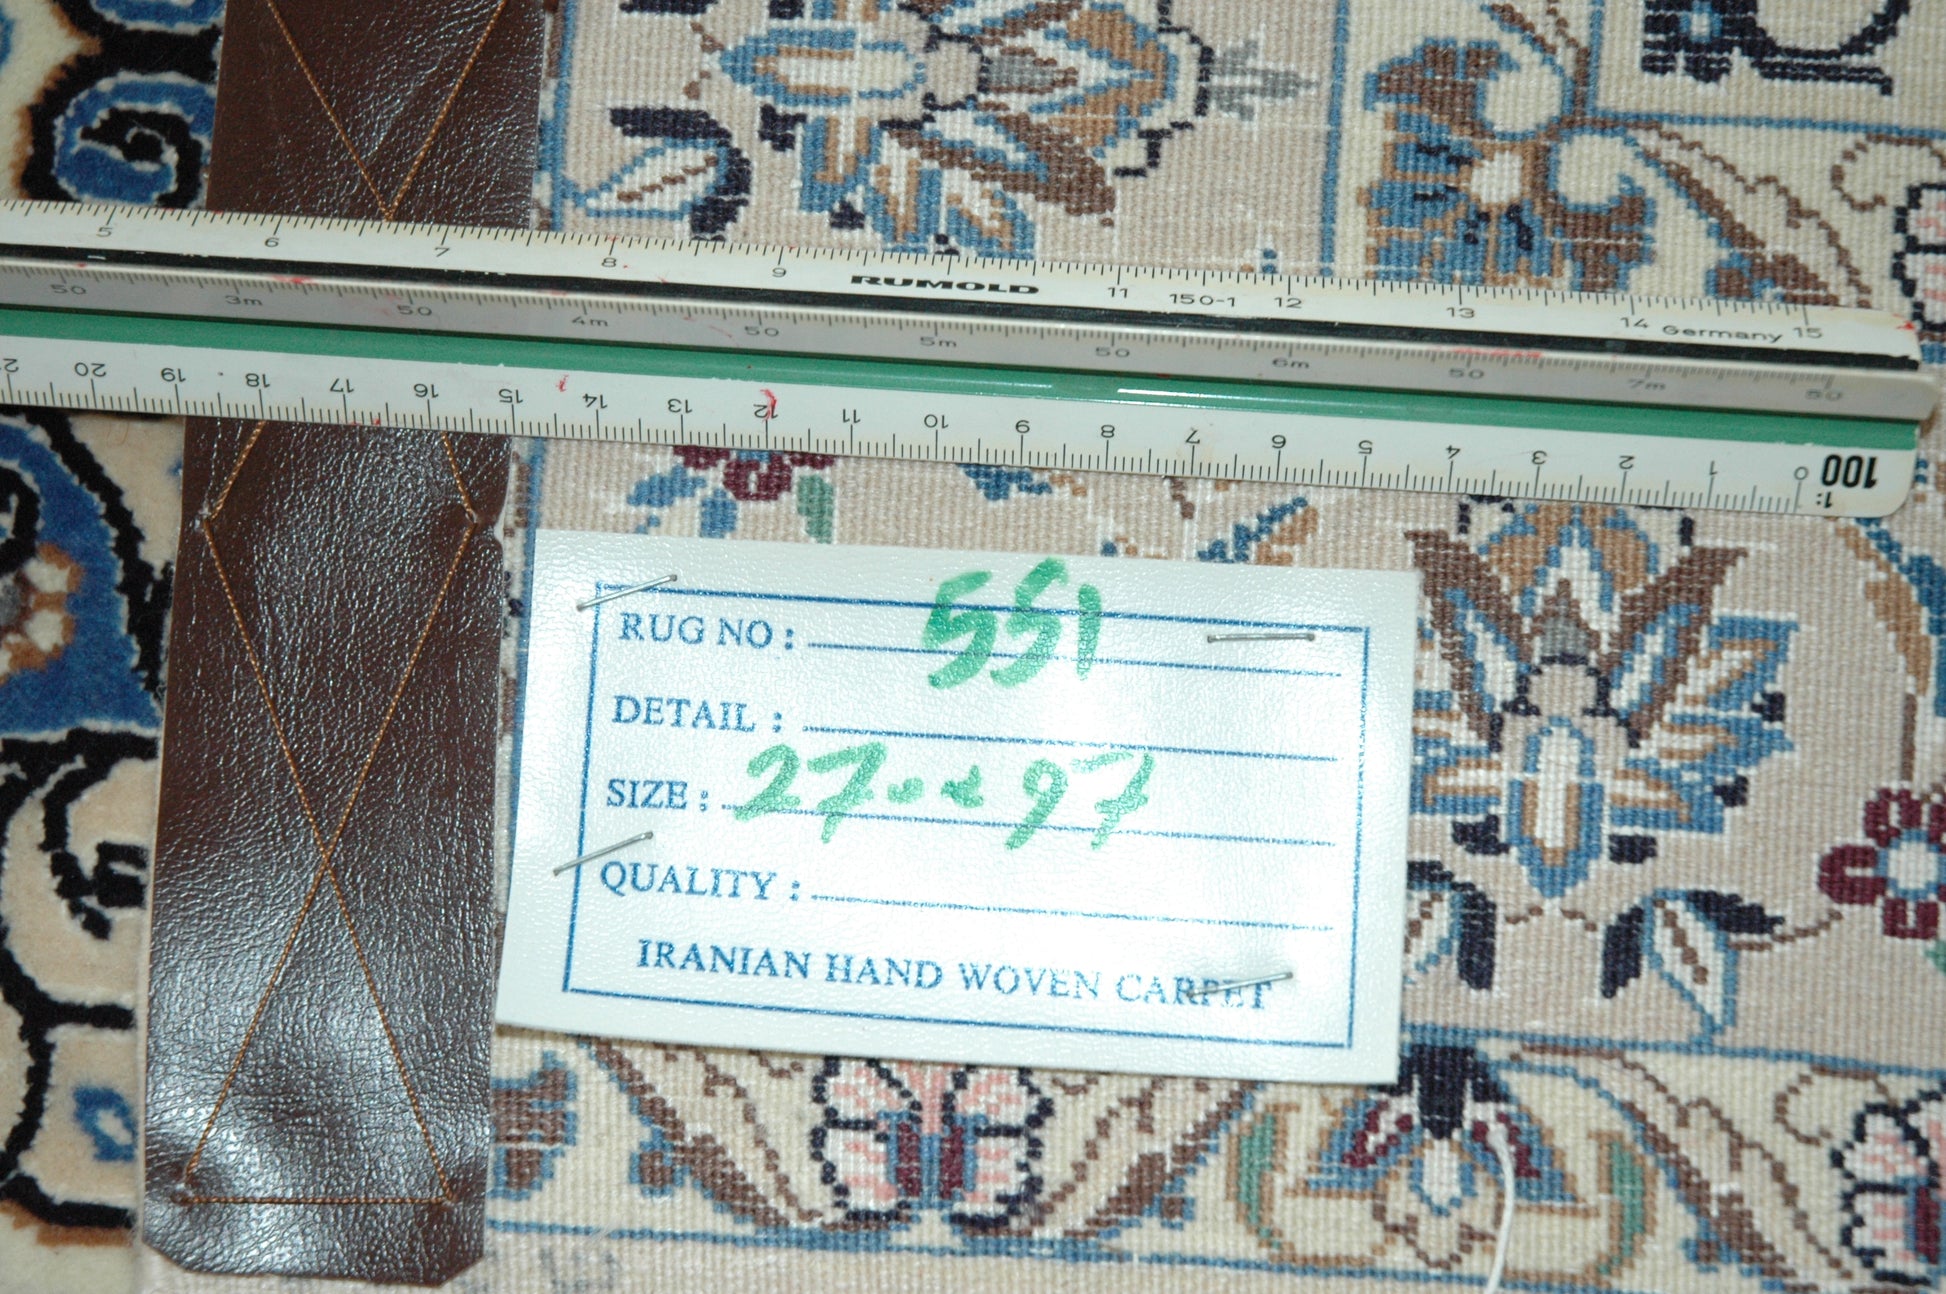 5 6 7 8 9 RUMOLD 11 150-1 12 13 14 Germany 15
50 3m 50 4m 50 5m 50 6m 50 7m 50
21 20 19 18 17 16 15 14 13 12 11 10 9 8 7 6 5 4 3 2 1 0 1: 100
RUG NO : 551
DETAIL :
SIZE :
QUALITY :
IRANIAN HAND WOVEN CARPET